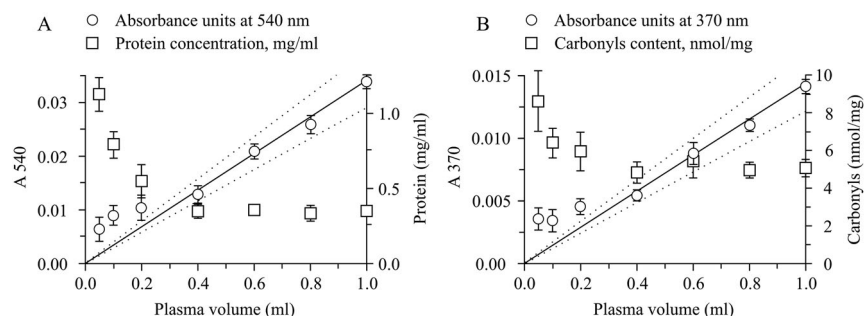 A
Absorbance units at 540 nm
Protein concentration, mg/ml
0.03
0.02
0.01
0.00
A 540
1.0
0.5
0.0
Protein (mg/ml)
0.0 0.2 0.4 0.6 0.8 1.0
Plasma volume (ml)
B
Absorbance units at 370 nm
Carbonyls content, nmol/mg
0.015
0.010
0.005
0.000
A 370
10
8
6
4
2
0
Carbonyls (nmol/mg)
0.0 0.2 0.4 0.6 0.8 1.0
Plasma volume (ml)